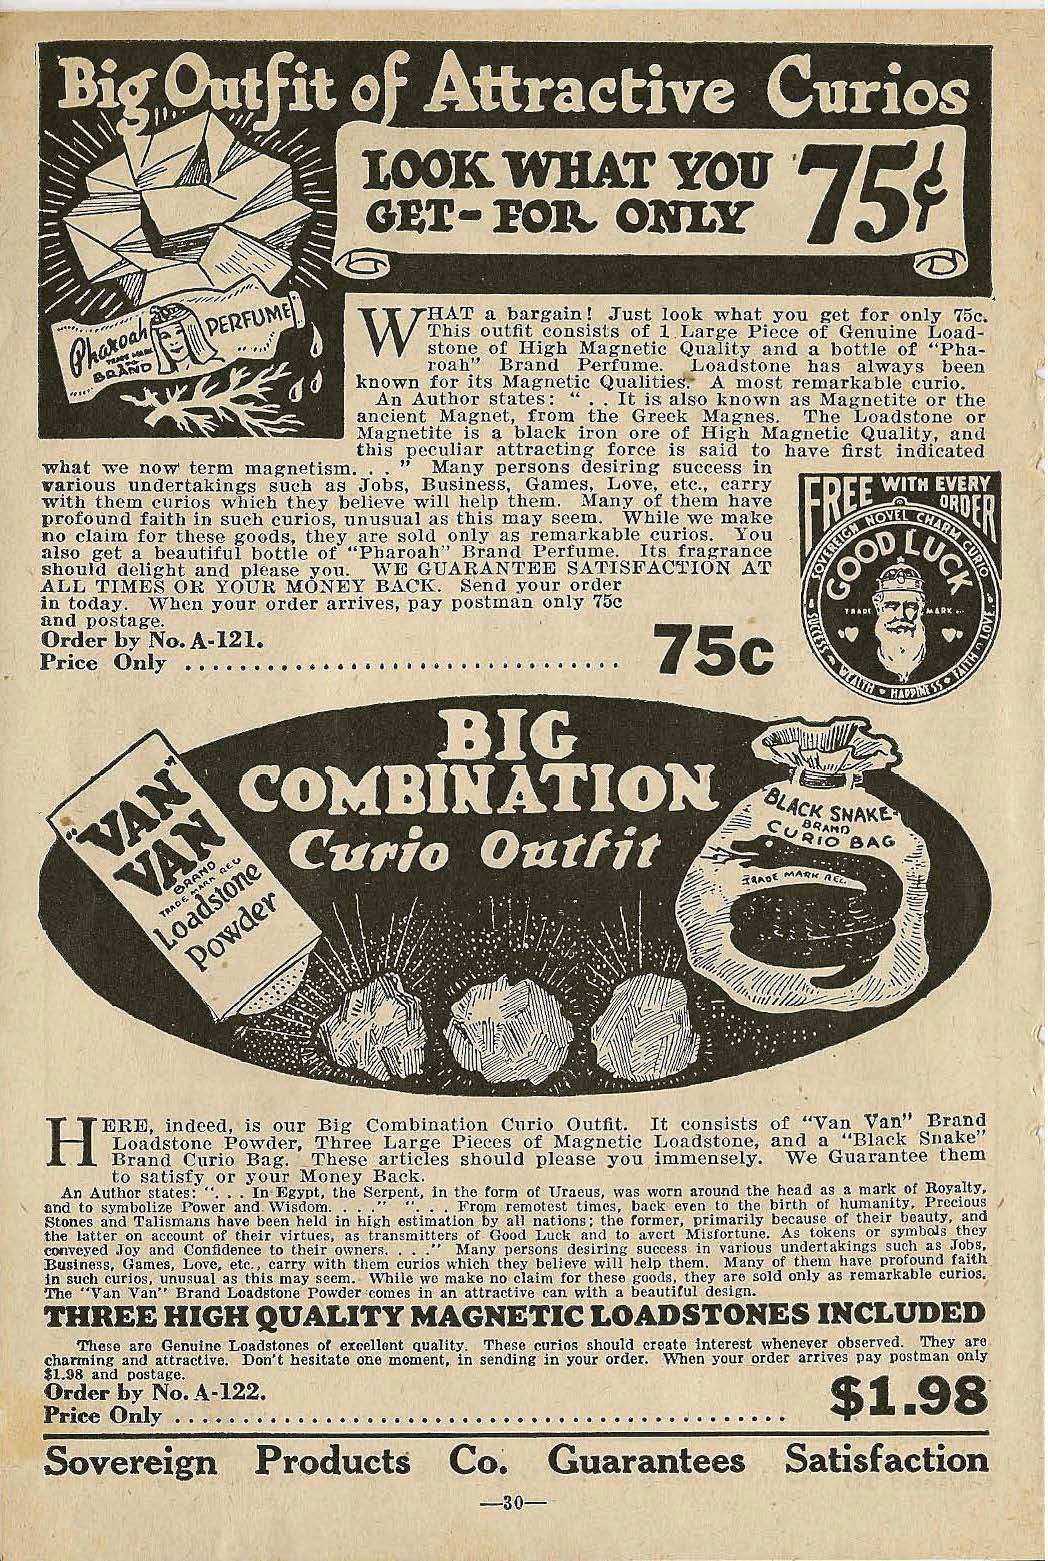 Big Outfit of Attractive Curios
LOOK WHAT YOU
GET - FOR ONLY
75¢
Pharoah
TRADE MARK
BRAND
PERFUME
WHAT a bargain! Just look what you get for only 75c.
This outfit consists of 1 Large Piece of Genuine Load-
stone of High Magnetic Quality and a bottle of "Pha-
roah" Brand Perfume. Loadstone has always been
known for its Magnetic Qualities. A most remarkable curio.
An Author states: ". . It is also known as Magnetite or the
ancient Magnet, from the Greek Magnes. The Loadstone or
Magnetite is a black iron ore of High Magnetic Quality, and
this peculiar attracting force is said to have first indicated
what we now term magnetism. . . " Many persons desiring success in
various undertakings such as Jobs, Business, Games, Love, etc., carry
with them curios which they believe will help them. Many of them have
profound faith in such curios, unusual as this may seem. While we make
no claim for these goods, they are sold only as remarkable curios. You
also get a beautiful bottle of "Pharoah" Brand Perfume. Its fragrance
should delight and please you. WE GUARANTEE SATISFACTION AT
ALL TIMES OR YOUR MONEY BACK. Send your order
in today. When your order arrives, pay postman only 75c
and postage.
Order by No. A-121.
Price Only ................................ 75c
FREE WITH EVERY
ORDER
SOVEREIGN NOVEL CHARM CURIO
GOOD LUCK
TRADE MARK
SUCCESS • WEALTH • HAPPINESS • FAITH • LOVE
BIG
COMBINATION
Curio Outfit
"VAN
VAN"
BRAND
TRADE MARK REG
Loadstone
Powder
BLACK SNAKE
BRAND
CURIO BAG
TRADE MARK REG.
HERE, indeed, is our Big Combination Curio Outfit. It consists of "Van Van" Brand
Loadstone Powder, Three Large Pieces of Magnetic Loadstone, and a "Black Snake"
Brand Curio Bag. These articles should please you immensely. We Guarantee them
to satisfy or your Money Back.
An Author states: ". . . In Egypt, the Serpent, in the form of Uraeus, was worn around the head as a mark of Royalty,
and to symbolize Power and Wisdom. . . ." ". . . From remotest times, back even to the birth of humanity, Precious
Stones and Talismans have been held in high estimation by all nations; the former, primarily because of their beauty, and
the latter on account of their virtues, as transmitters of Good Luck and to avert Misfortune. As tokens or symbols they
conveyed Joy and Confidence to their owners. . . ." Many persons desiring success in various undertakings such as Jobs,
Business, Games, Love, etc., carry with them curios which they believe will help them. Many of them have profound faith
in such curios, unusual as this may seem. While we make no claim for these goods, they are sold only as remarkable curios.
The "Van Van" Brand Loadstone Powder comes in an attractive can with a beautiful design.
THREE HIGH QUALITY MAGNETIC LOADSTONES INCLUDED
These are Genuine Loadstones of excellent quality. These curios should create interest whenever observed. They are
charming and attractive. Don't hesitate one moment, in sending in your order. When your order arrives pay postman only
$1.98 and postage.
Order by No. A-122.
Price Only ............................................ $1.98
Sovereign Products Co. Guarantees Satisfaction
—30—